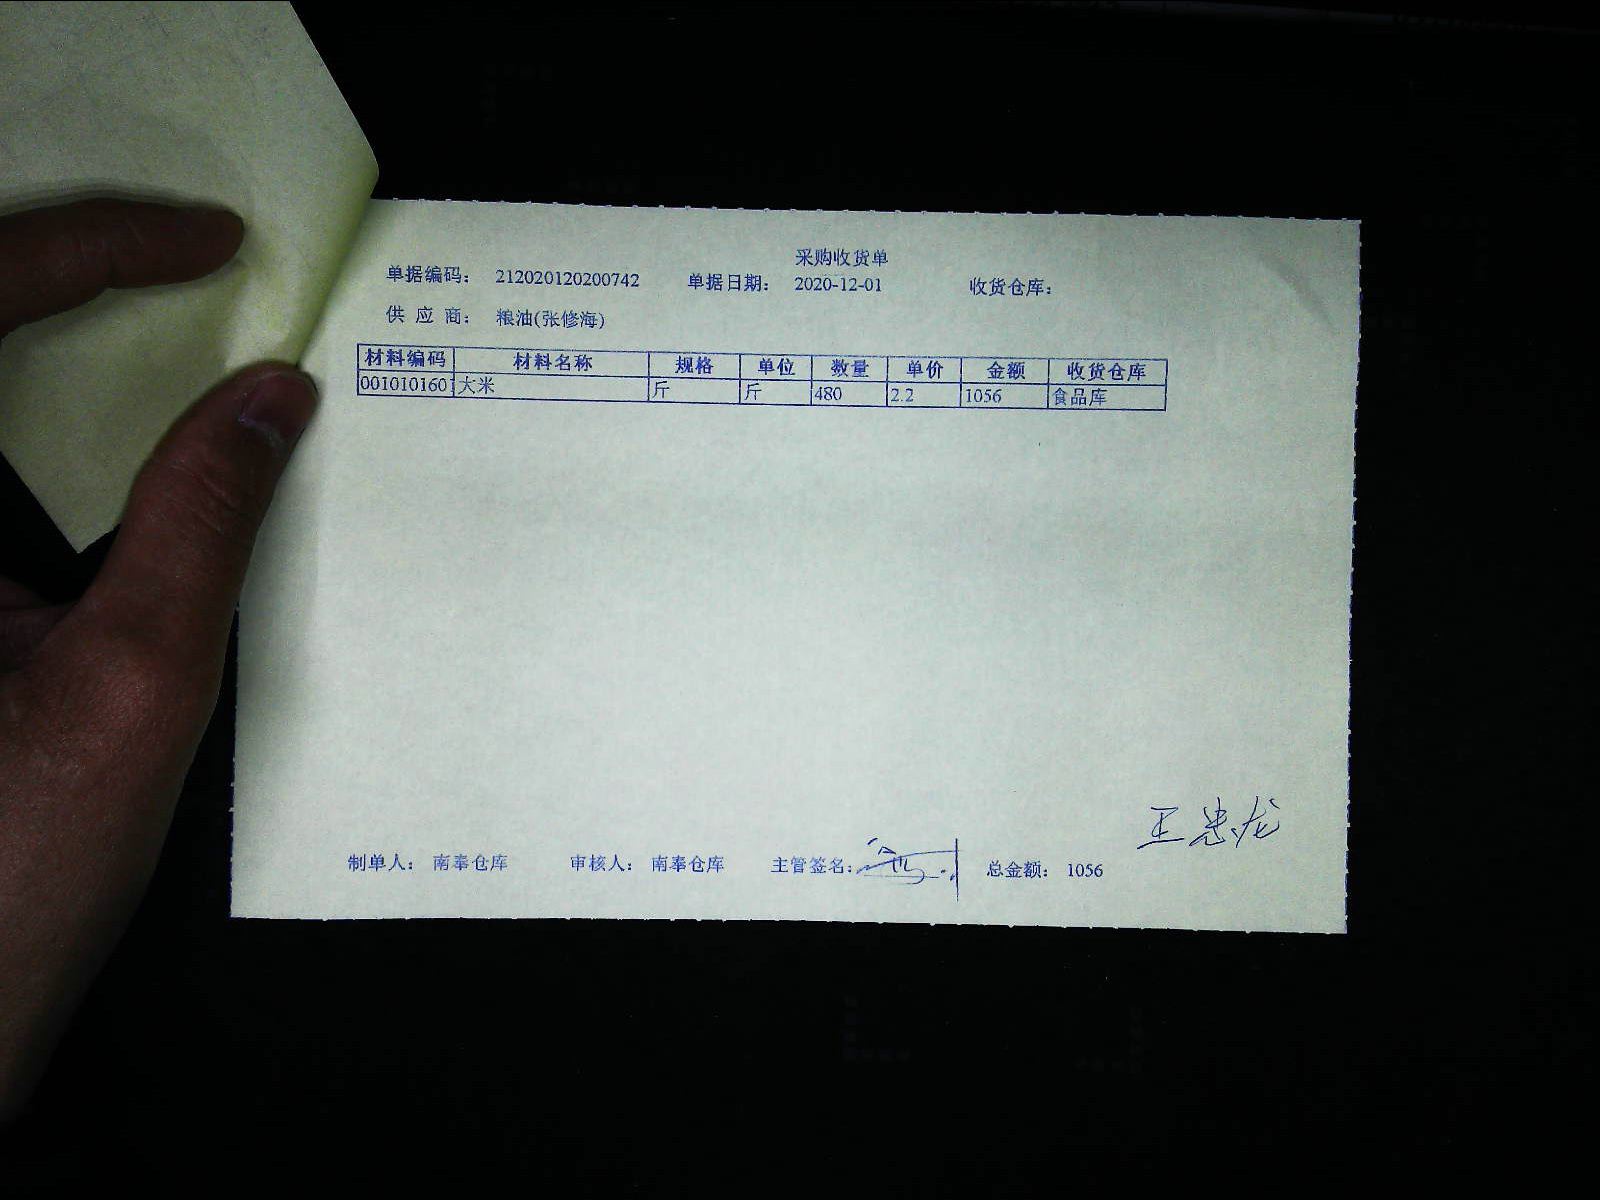 采购收货单
单据编码： 212020120200742 单据日期： 2020-12-01 收货仓库：
供 应 商： 粮油(张修海)
材料编码 材料名称 规格 单位 数量 单价 金额 收货仓库
0010101601 大米 斤 斤 480 2.2 1056 食品库
王忠龙
制单人： 南奉仓库 审核人： 南奉仓库 主管签名： 总金额： 1056